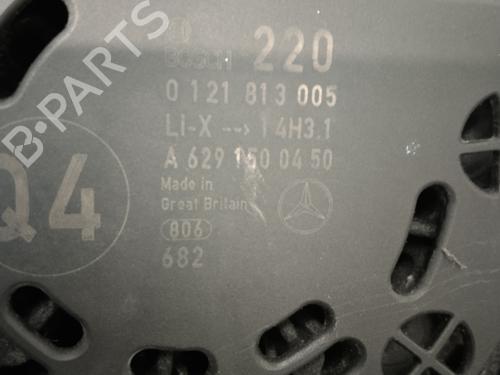 BOSCH 220
0 121 813 005
LI-X --> 14H3.1
A 629 150 04 50
Made in
Great Britain
Q4
806
682
B-Parts